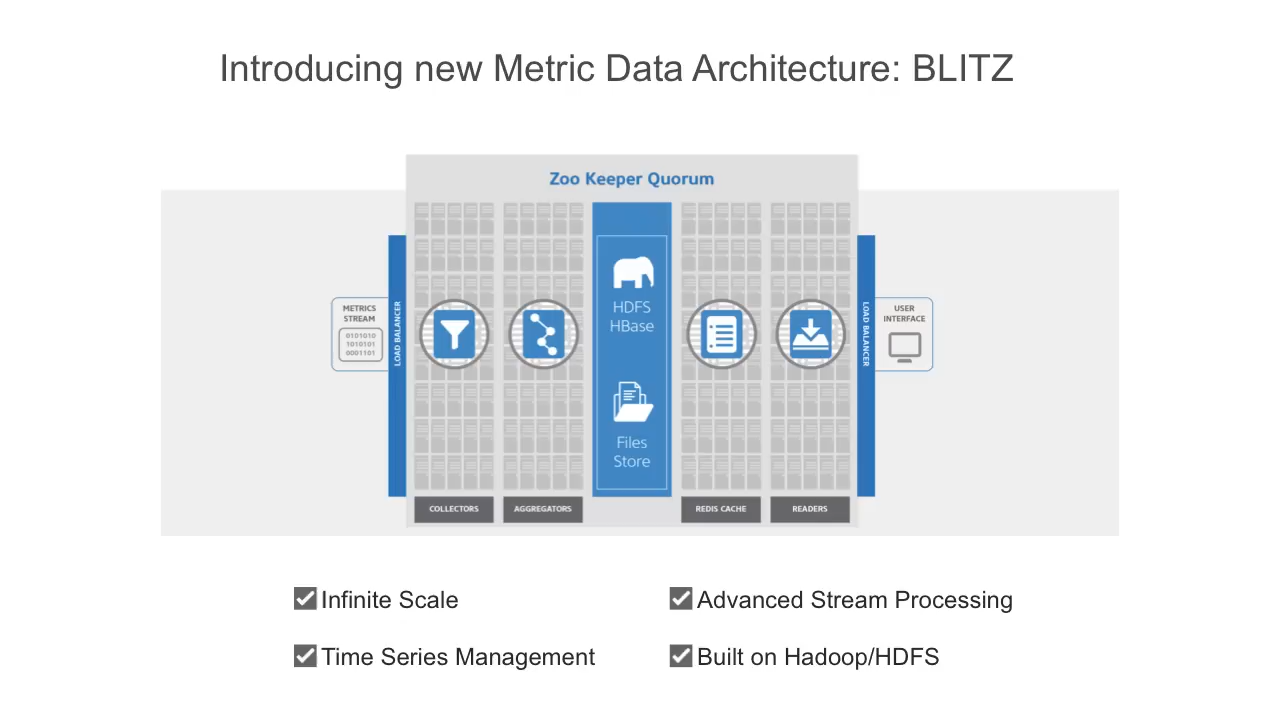 Introducing new Metric Data Architecture: BLITZ
Zoo Keeper Quorum
METRICS
STREAM
0101010
1010101
0001101
LOAD BALANCER
HDFS
HBase
Files
Store
LOAD BALANCER
USER
INTERFACE
COLLECTORS
AGGREGATORS
REDIS CACHE
READERS
Infinite Scale
Advanced Stream Processing
Time Series Management
Built on Hadoop/HDFS